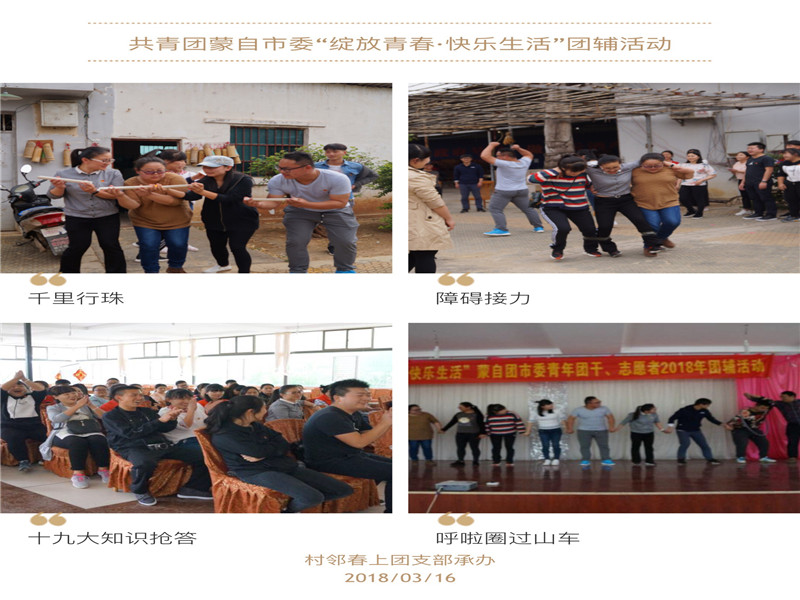 共青团蒙自市委“绽放青春·快乐生活”团辅活动
千里行珠
障碍接力
快乐生活”蒙自团市委青年团干、志愿者2018年团辅活动
十九大知识抢答
呼啦圈过山车
村邻春上团支部承办
2018/03/16